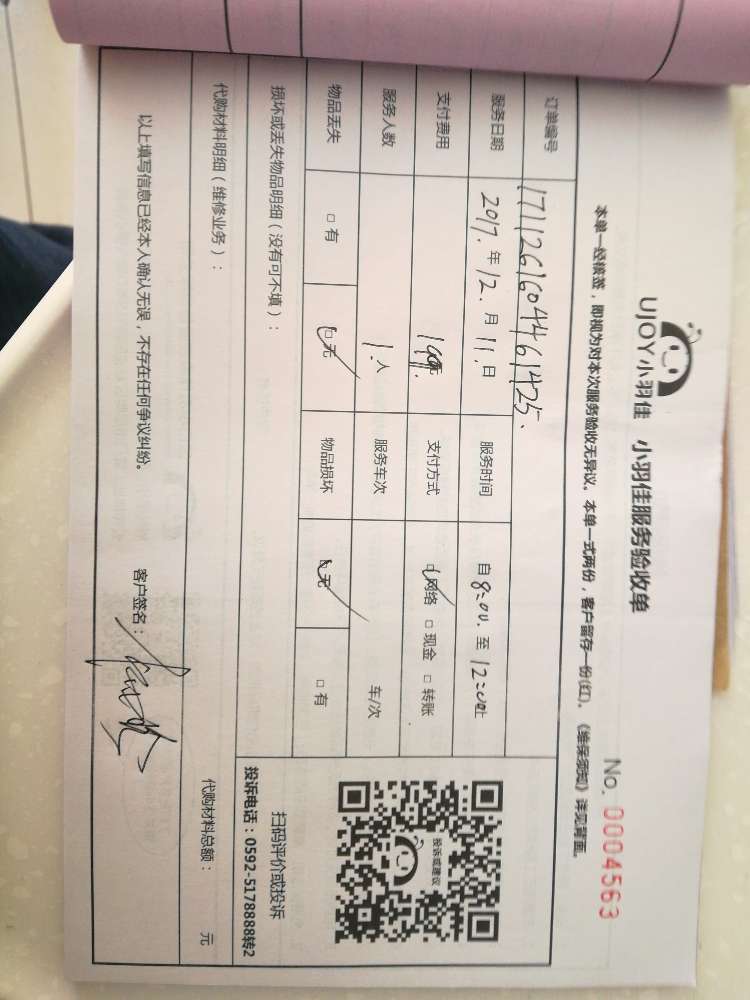 UJOY小羽佳 小羽佳服务验收单
No. 0004563
本单一经核签，即视为对本次服务验收无异议。本单一式两份，客户留存一份(红)。《维保须知》详见背面。
订单编号 1711261604461425.
服务日期 2017. 年 12. 月 11. 日 服务时间 自 8:00. 至 12:00止
支付费用 元 支付方式 ☑网络 □ 现金 □ 转账
服务人数 1. 人 服务车次 车/次
物品丢失 □ 有 ☑无 物品损坏 ☑无 □ 有
投诉或建议
扫码评价或投诉
投诉电话：0592-5178888转2
损坏或丢失物品明细（没有可不填）：
代购材料明细（维修业务）： 代购材料总额： 元
以上填写信息已经本人确认无误，不存在任何争议纠纷。 客户签名：